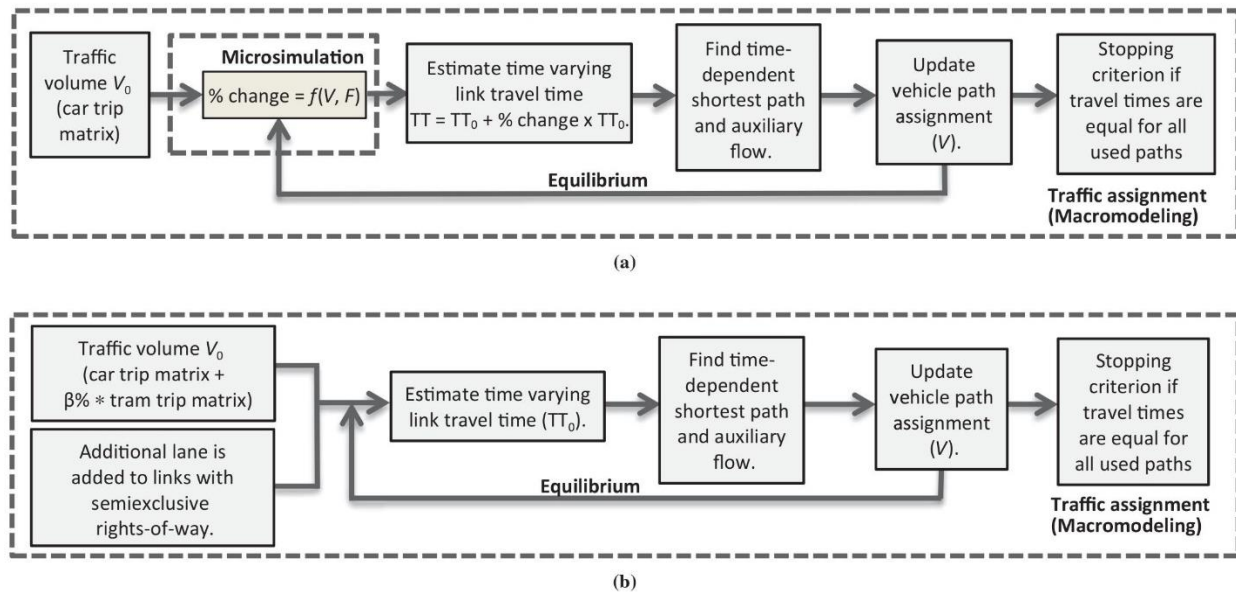 Traffic
volume V₀
(car trip
matrix)
Microsimulation
% change = f(V, F)
Estimate time varying
link travel time
TT = TT₀ + % change x TT₀.
Find time-
dependent
shortest path
and auxiliary
flow.
Update
vehicle path
assignment
(V).
Stopping
criterion if
travel times are
equal for all
used paths
Equilibrium
Traffic assignment
(Macromodeling)
(a)
Traffic volume V₀
(car trip matrix +
β% * tram trip matrix)
Additional lane is
added to links with
semiexclusive
rights-of-way.
Estimate time varying
link travel time (TT₀).
Find time-
dependent
shortest path
and auxiliary
flow.
Update
vehicle path
assignment
(V).
Stopping
criterion if
travel times
are equal for
all used paths
Equilibrium
Traffic assignment
(Macromodeling)
(b)